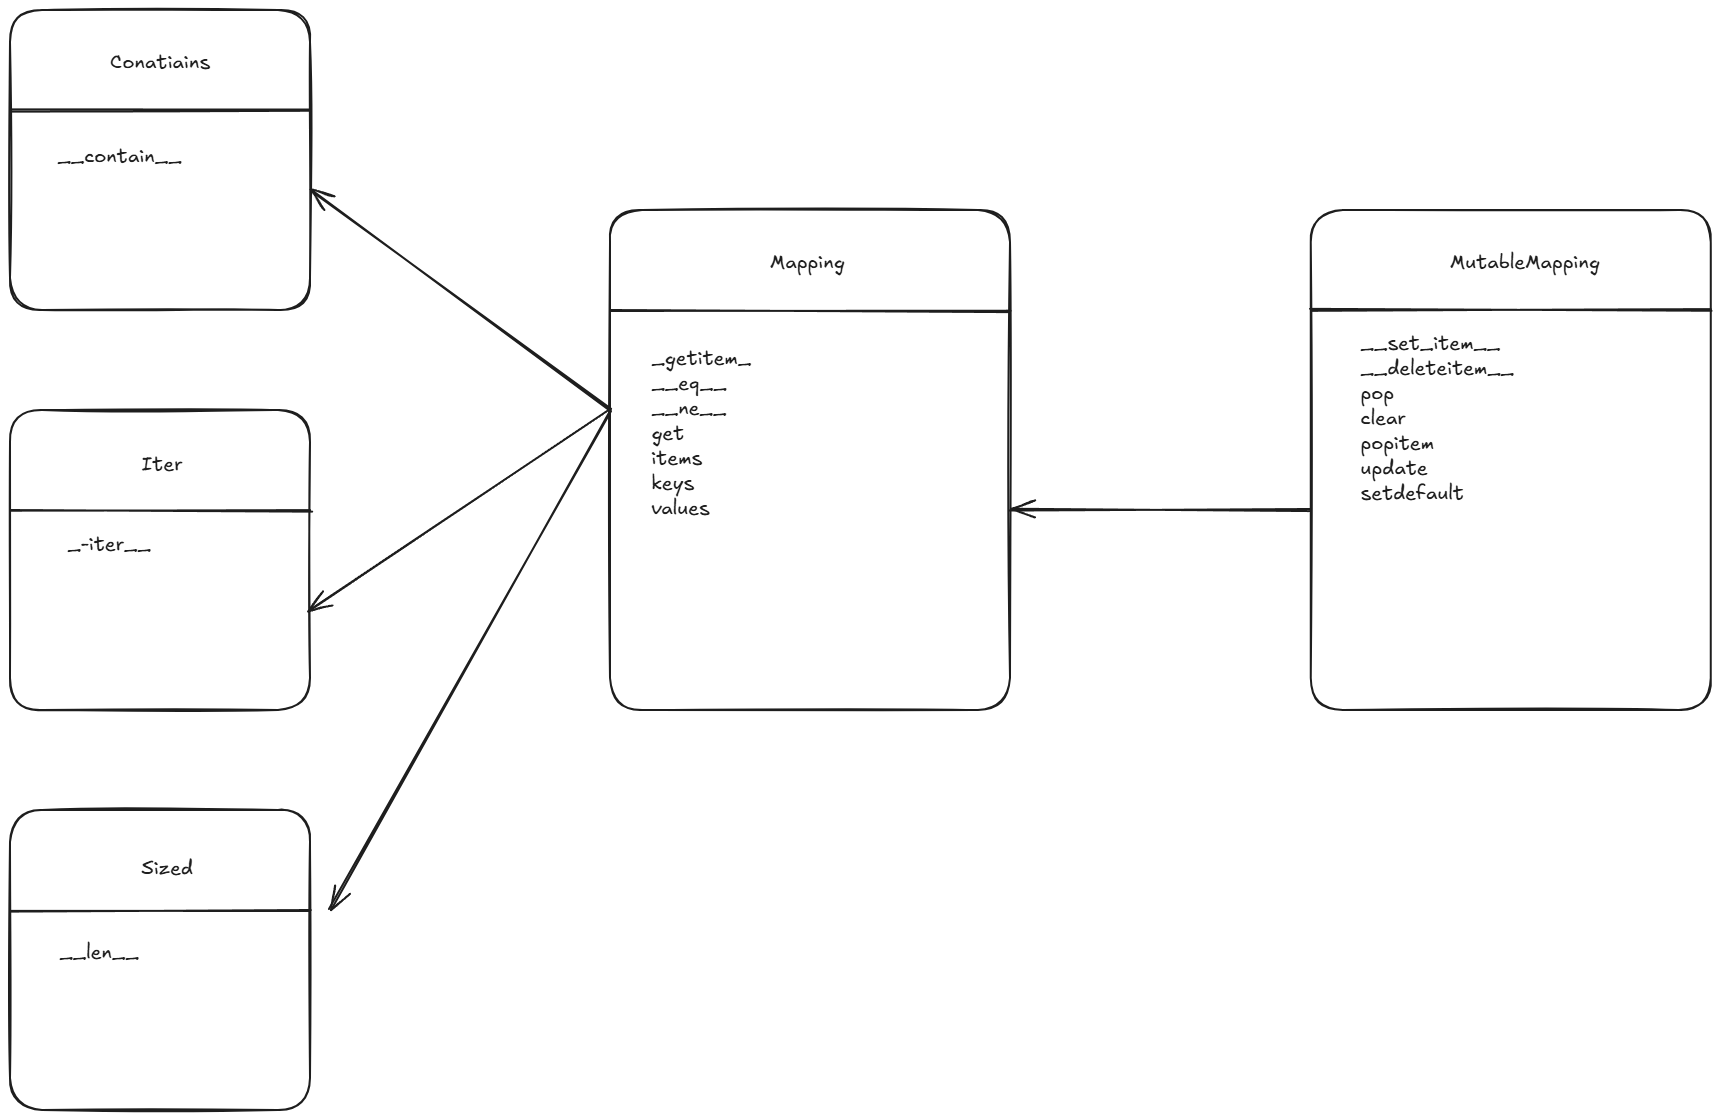 Conatiains
__contain__
Iter
_-iter__
Sized
__len__
Mapping
_getitem_
__eq__
__ne__
get
items
keys
values
MutableMapping
__set_item__
__deleteitem__
pop
clear
popitem
update
setdefault